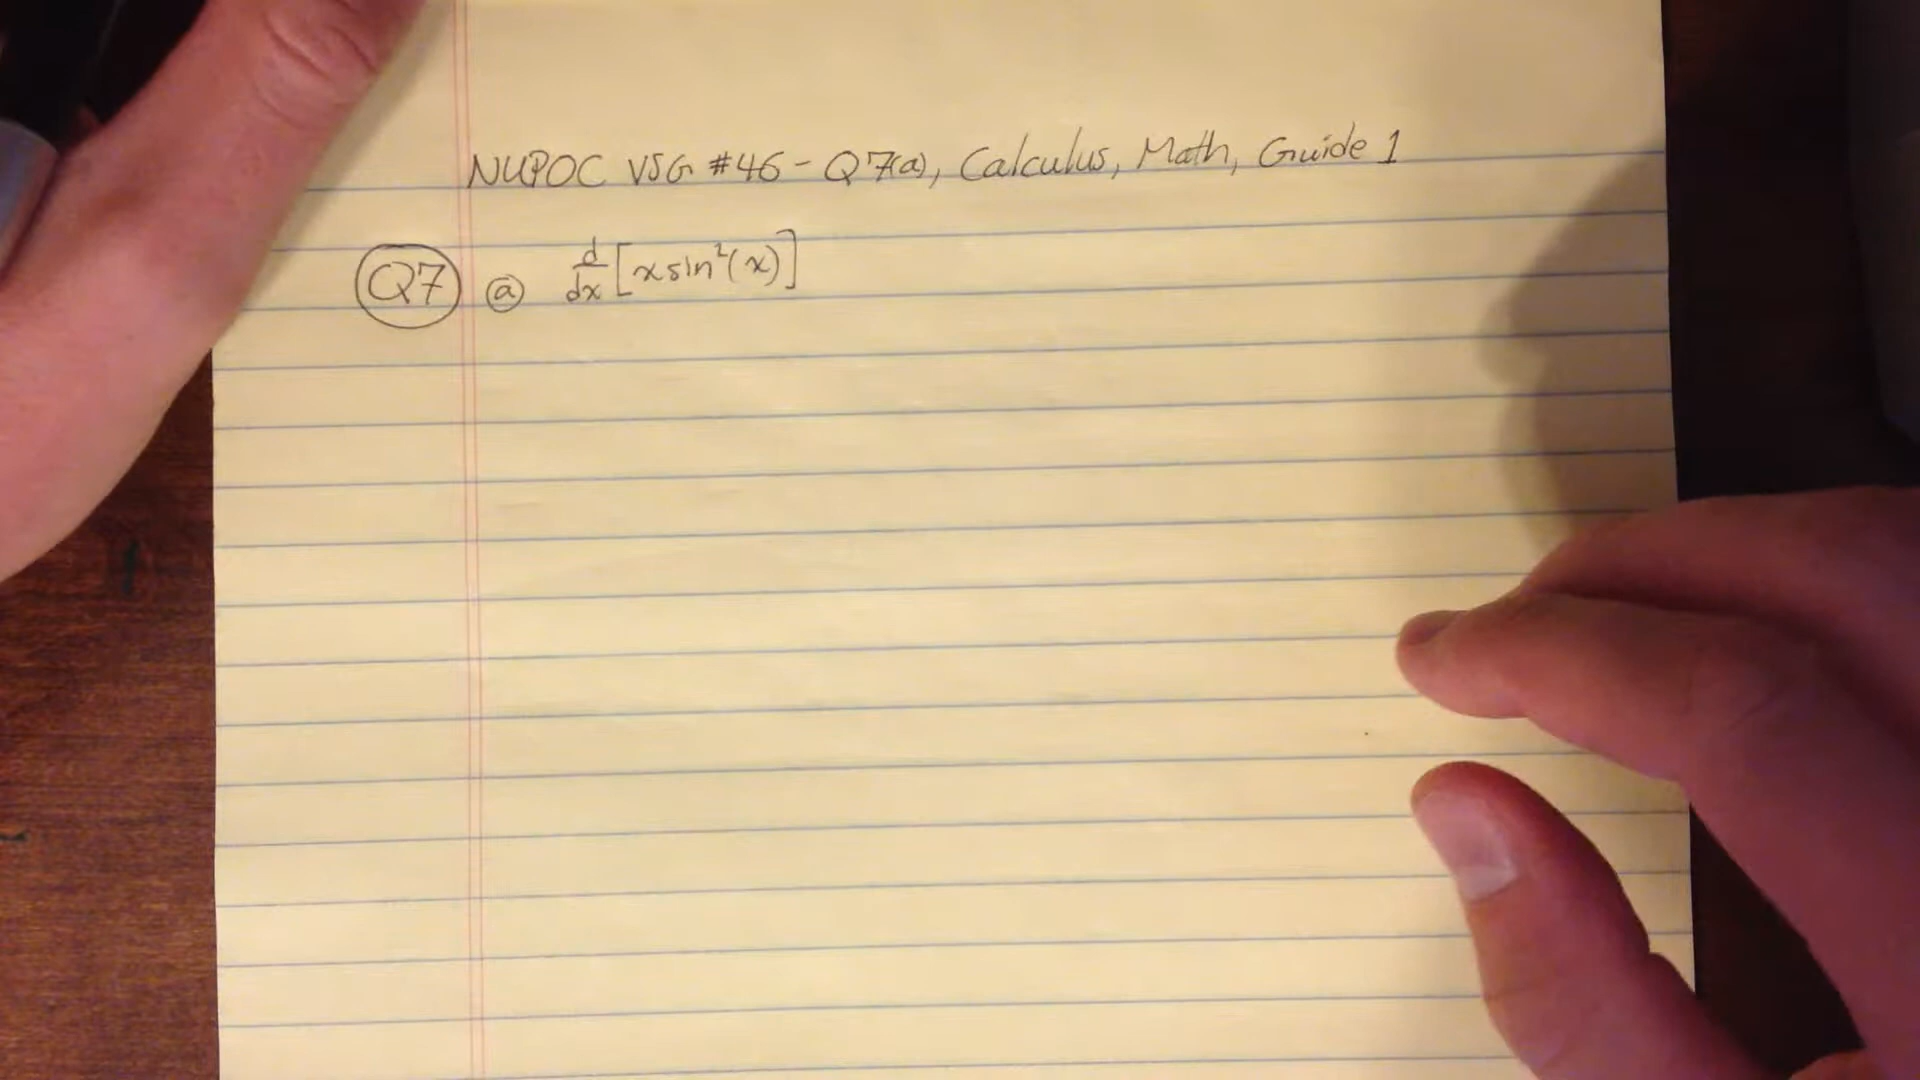 NUPOC VSG #46 - Q7(a), Calculus, Math, Guide 1
Q7 (a) d/dx [x sin²(x)]